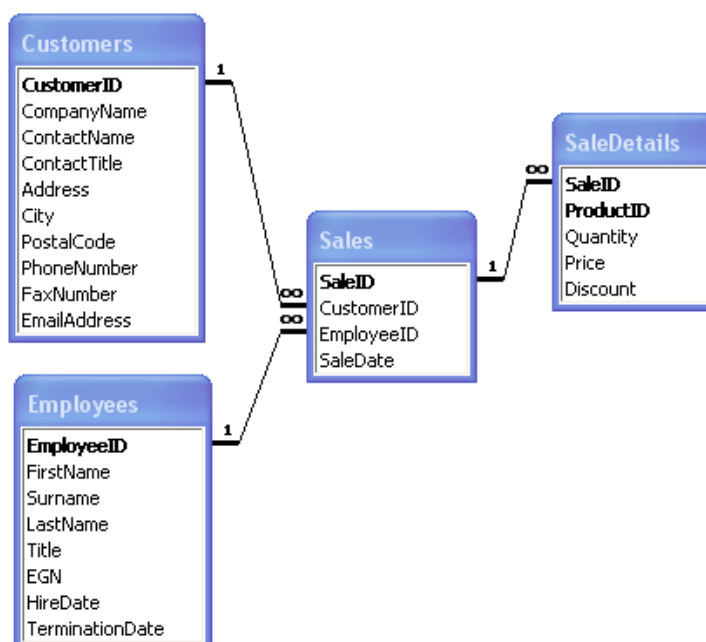 Customers
CustomerID
CompanyName
ContactName
ContactTitle
Address
City
PostalCode
PhoneNumber
FaxNumber
EmailAddress
1
∞
∞
Employees
EmployeeID
FirstName
Surname
LastName
Title
EGN
HireDate
TerminationDate
1
Sales
SaleID
CustomerID
EmployeeID
SaleDate
1
∞
SaleDetails
SaleID
ProductID
Quantity
Price
Discount